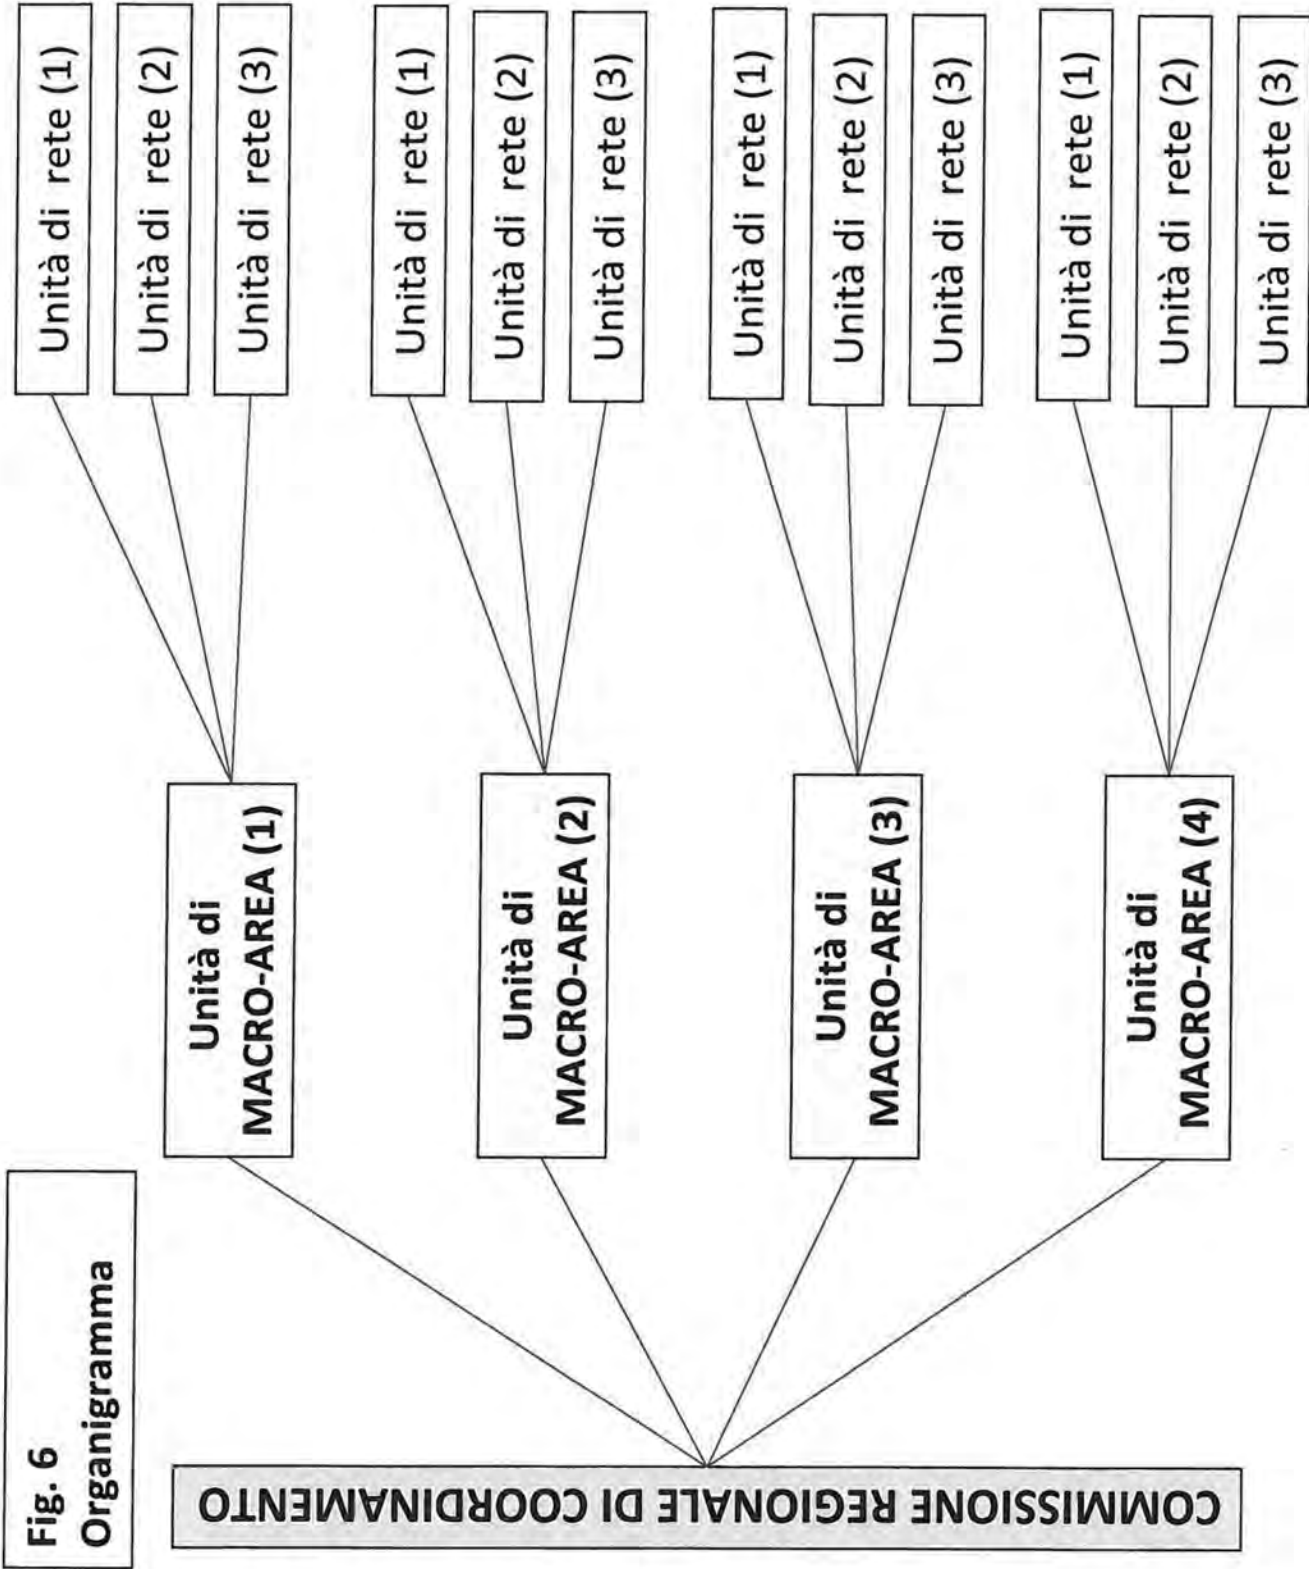 Fig. 6
Organigramma
COMMISSIONE REGIONALE DI COORDINAMENTO
Unità di
MACRO-AREA (1)
Unità di rete (1)
Unità di rete (2)
Unità di rete (3)
Unità di
MACRO-AREA (2)
Unità di rete (1)
Unità di rete (2)
Unità di rete (3)
Unità di
MACRO-AREA (3)
Unità di rete (1)
Unità di rete (2)
Unità di rete (3)
Unità di
MACRO-AREA (4)
Unità di rete (1)
Unità di rete (2)
Unità di rete (3)